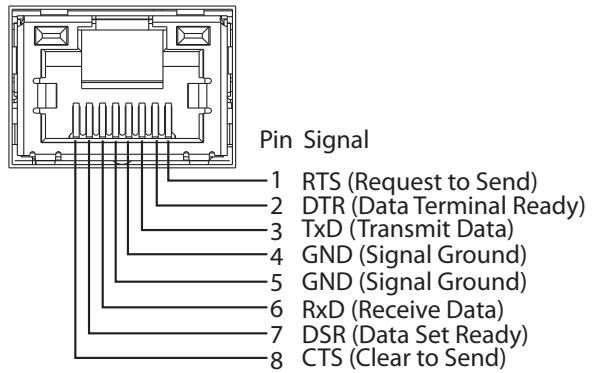 Pin Signal
1 RTS (Request to Send)
2 DTR (Data Terminal Ready)
3 TxD (Transmit Data)
4 GND (Signal Ground)
5 GND (Signal Ground)
6 RxD (Receive Data)
7 DSR (Data Set Ready)
8 CTS (Clear to Send)